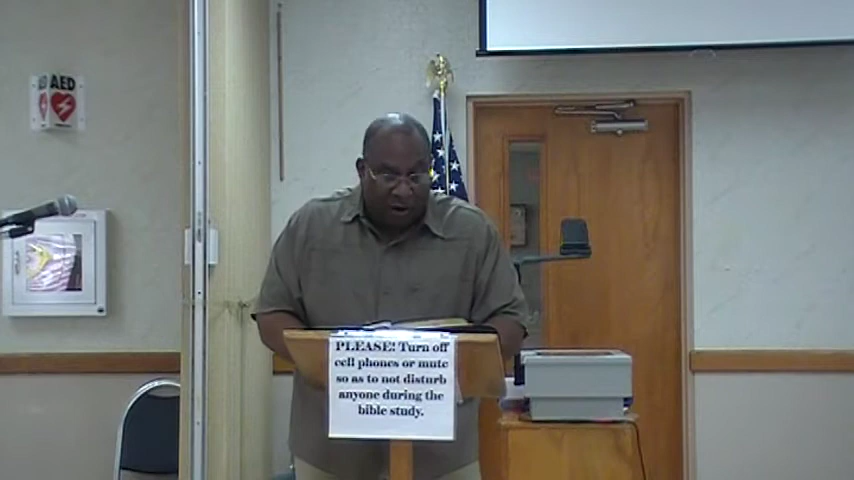 AED
PLEASE! Turn off
cell phones or mute
so as to not disturb
anyone during the
bible study.